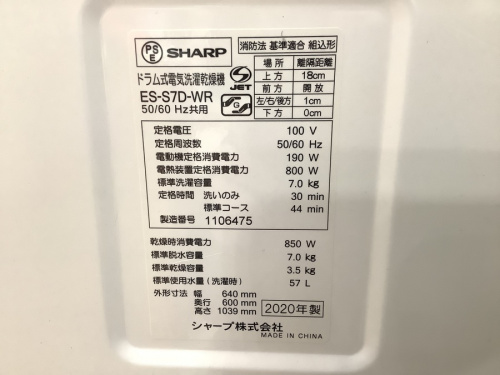 PSE SHARP
消防法 基準適合 組込形
ドラム式電気洗濯乾燥機
ES-S7D-WR
50/60 Hz共用
JET
G
場所 離隔距離
上方 18cm
前方 開放
左/右/後方 1cm
下方 0cm
定格電圧 100 V
定格周波数 50/60 Hz
電動機定格消費電力 190 W
電熱装置定格消費電力 800 W
標準洗濯容量 7.0 kg
定格時間 洗いのみ 30 min
標準コース 44 min
製造番号 1106475
乾燥時消費電力 850 W
標準脱水容量 7.0 kg
標準乾燥容量 3.5 kg
標準使用水量(洗濯時) 57 L
外形寸法 幅 640 mm
奥行 600 mm
高さ 1039 mm
2020年製
シャープ株式会社
MADE IN CHINA